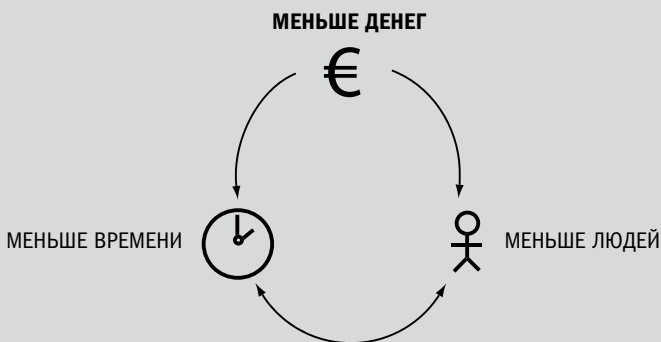 МЕНЬШЕ ДЕНЕГ
€
МЕНЬШЕ ВРЕМЕНИ
МЕНЬШЕ ЛЮДЕЙ